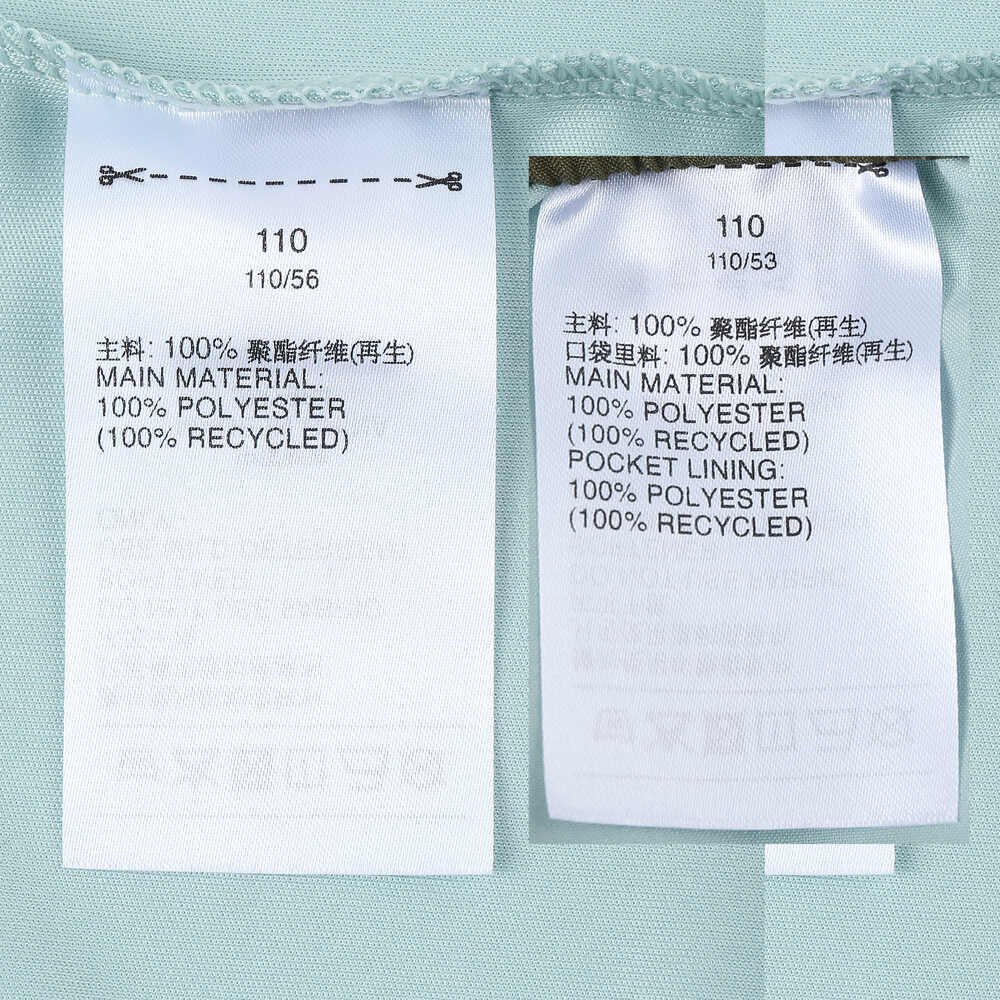 110
110/56
主料: 100% 聚酯纤维(再生)
MAIN MATERIAL:
100% POLYESTER
(100% RECYCLED)
110
110/53
主料: 100% 聚酯纤维(再生)
口袋里料: 100% 聚酯纤维(再生)
MAIN MATERIAL:
100% POLYESTER
(100% RECYCLED)
POCKET LINING:
100% POLYESTER
(100% RECYCLED)